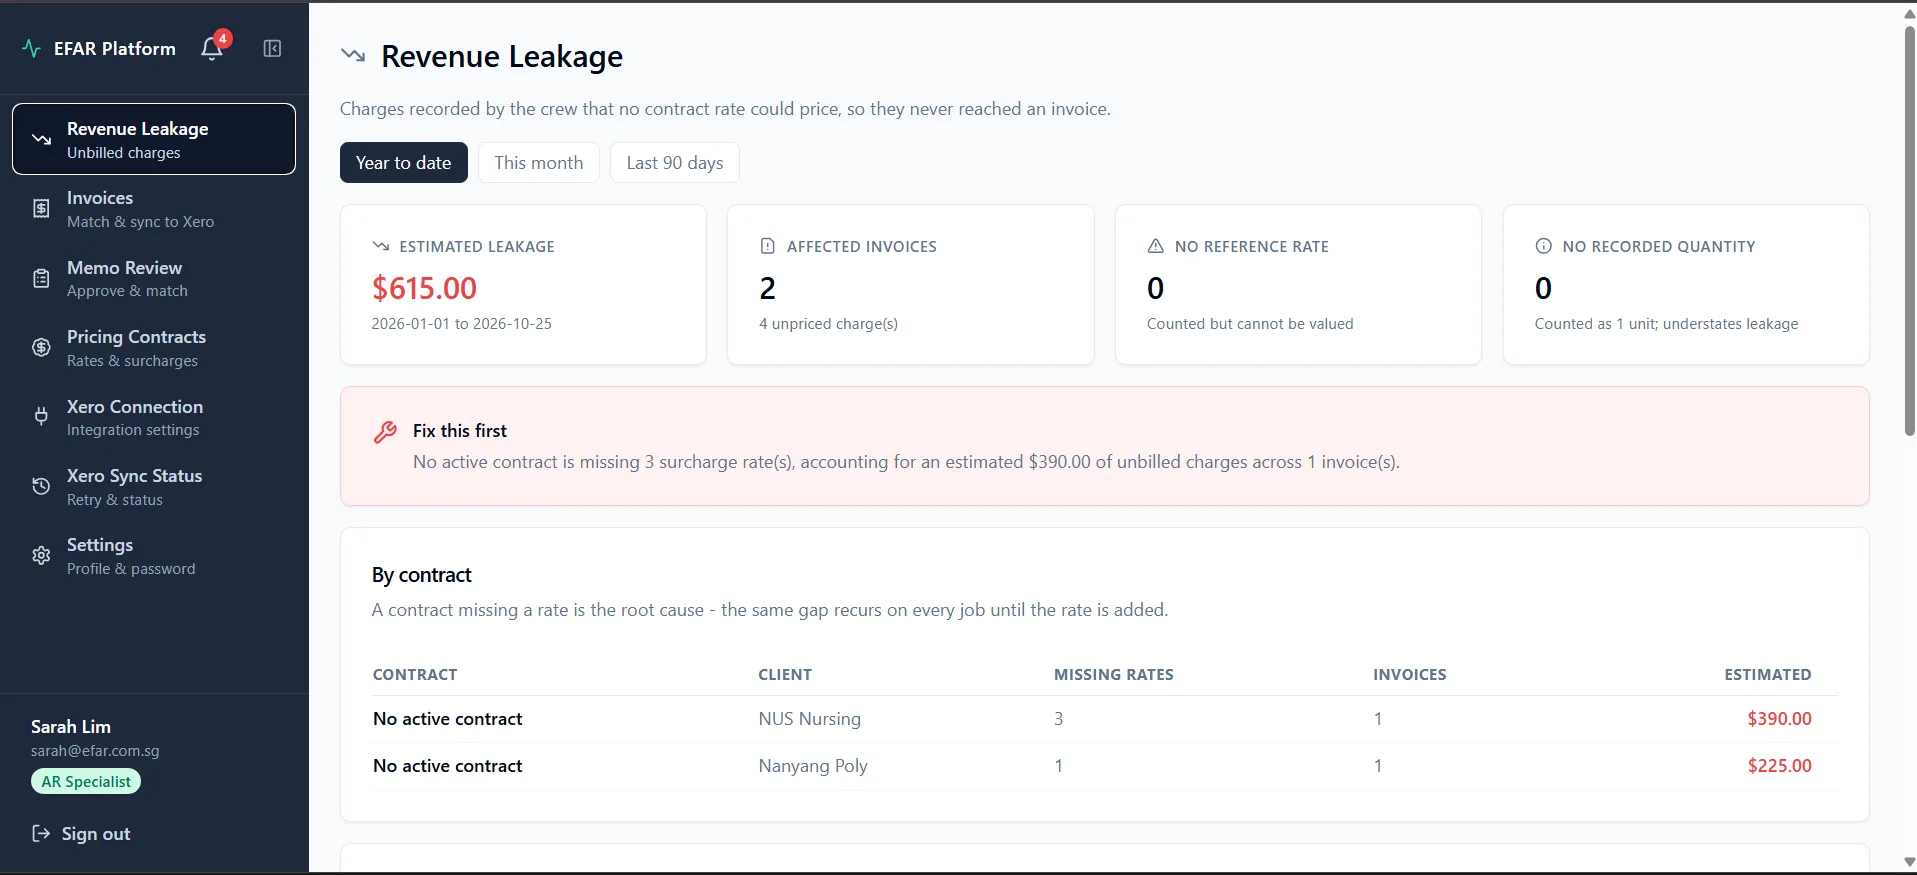 EFAR Platform
4
Revenue Leakage
Unbilled charges
Invoices
Match & sync to Xero
Memo Review
Approve & match
Pricing Contracts
Rates & surcharges
Xero Connection
Integration settings
Xero Sync Status
Retry & status
Settings
Profile & password
Sarah Lim
sarah@efar.com.sg
AR Specialist
Sign out
Revenue Leakage
Charges recorded by the crew that no contract rate could price, so they never reached an invoice.
Year to date This month Last 90 days
ESTIMATED LEAKAGE
$615.00
2026-01-01 to 2026-10-25
AFFECTED INVOICES
2
4 unpriced charge(s)
NO REFERENCE RATE
0
Counted but cannot be valued
NO RECORDED QUANTITY
0
Counted as 1 unit; understates leakage
Fix this first
No active contract is missing 3 surcharge rate(s), accounting for an estimated $390.00 of unbilled charges across 1 invoice(s).
By contract
A contract missing a rate is the root cause - the same gap recurs on every job until the rate is added.
CONTRACT CLIENT MISSING RATES INVOICES ESTIMATED
No active contract NUS Nursing 3 1 $390.00
No active contract Nanyang Poly 1 1 $225.00